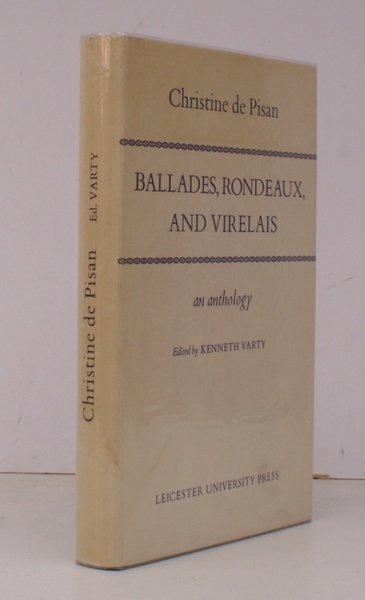 Christine de Pisan
BALLADES, RONDEAUX,
AND VIRELAIS
an anthology
Edited by KENNETH VARTY
LEICESTER UNIVERSITY PRESS
Christine de Pisan Ed. VARTY